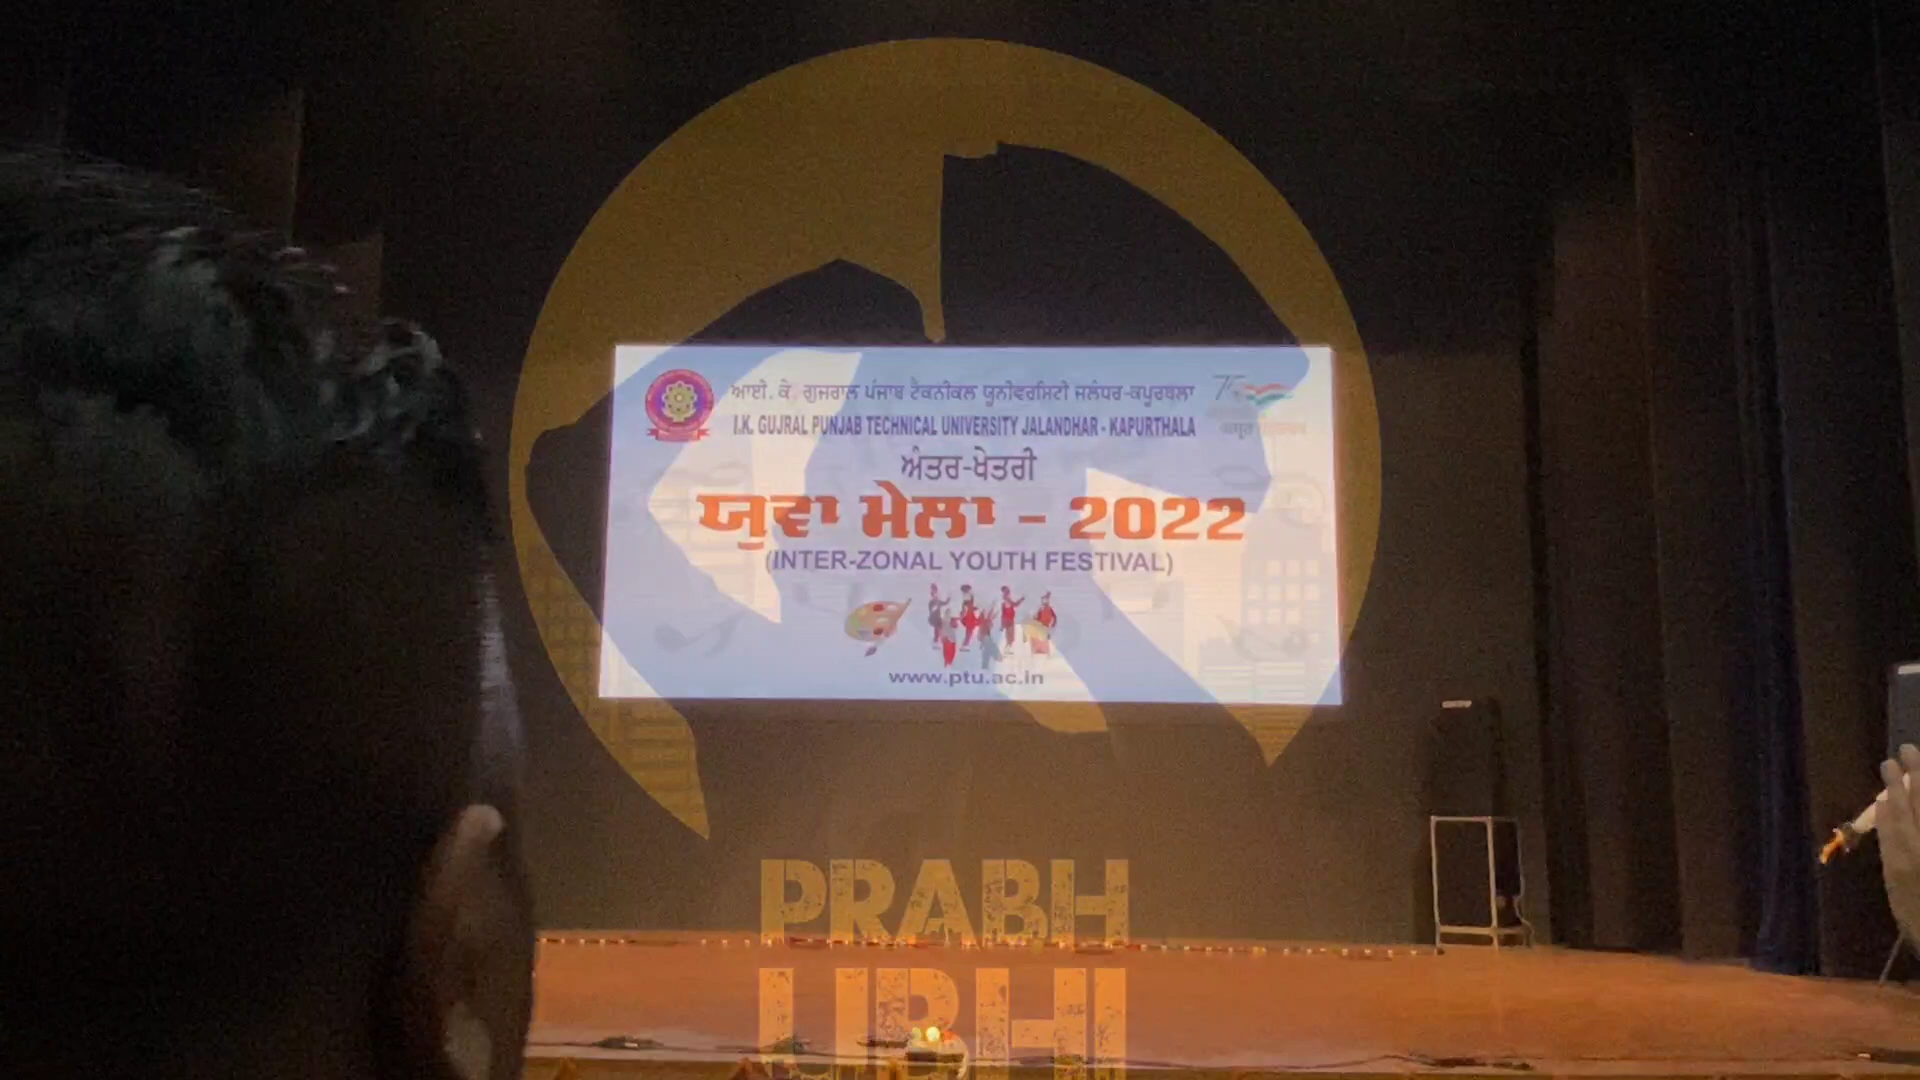 ਆਈ. ਕੇ. ਗੁਜਰਾਲ ਪੰਜਾਬ ਟੈਕਨੀਕਲ ਯੂਨੀਵਰਸਿਟੀ ਜਲੰਧਰ-ਕਪੂਰਥਲਾ
I.K. GUJRAL PUNJAB TECHNICAL UNIVERSITY JALANDHAR - KAPURTHALA
ਅੰਤਰ-ਖੇਤਰੀ
ਯੁਵਾ ਮੇਲਾ - 2022
(INTER-ZONAL YOUTH FESTIVAL)
www.ptu.ac.in
PRABH
UBHI